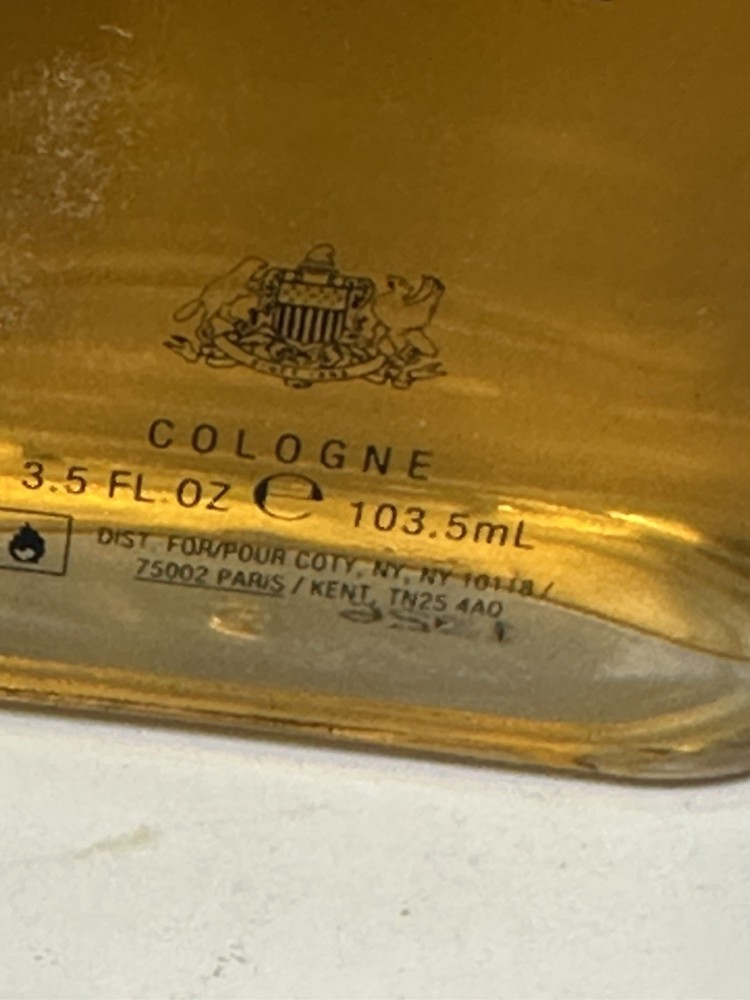 COLOGNE
3.5 FL.OZ e 103.5mL
DIST. FOR/POUR COTY, NY, NY 10118 /
75002 PARIS / KENT, TN25 4AQ